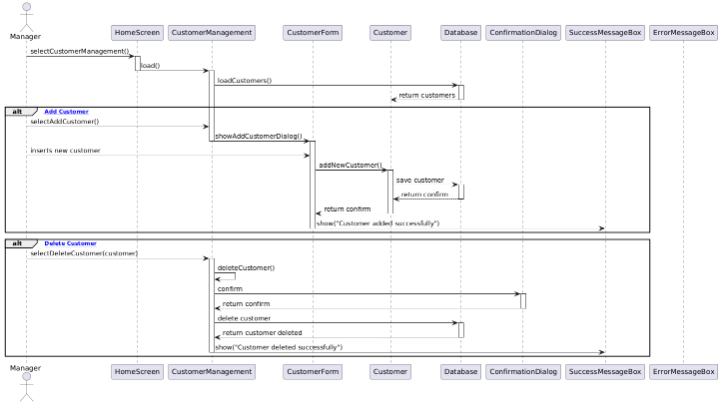 Manager HomeScreen CustomerManagement CustomerForm Customer Database ConfirmationDialog SuccessMessageBox ErrorMessageBox
selectCustomerManagement()
load()
loadCustomers()
return customers
alt Add Customer
selectAddCustomer()
showAddCustomerDialog()
inserts new customer
addNewCustomer()
save customer
return confirm
return confirm
show("Customer added successfully")
alt Delete Customer
selectDeleteCustomer(customer)
deleteCustomer()
confirm
return confirm
delete customer
return customer deleted
show("Customer deleted successfully")
Manager HomeScreen CustomerManagement CustomerForm Customer Database ConfirmationDialog SuccessMessageBox ErrorMessageBox